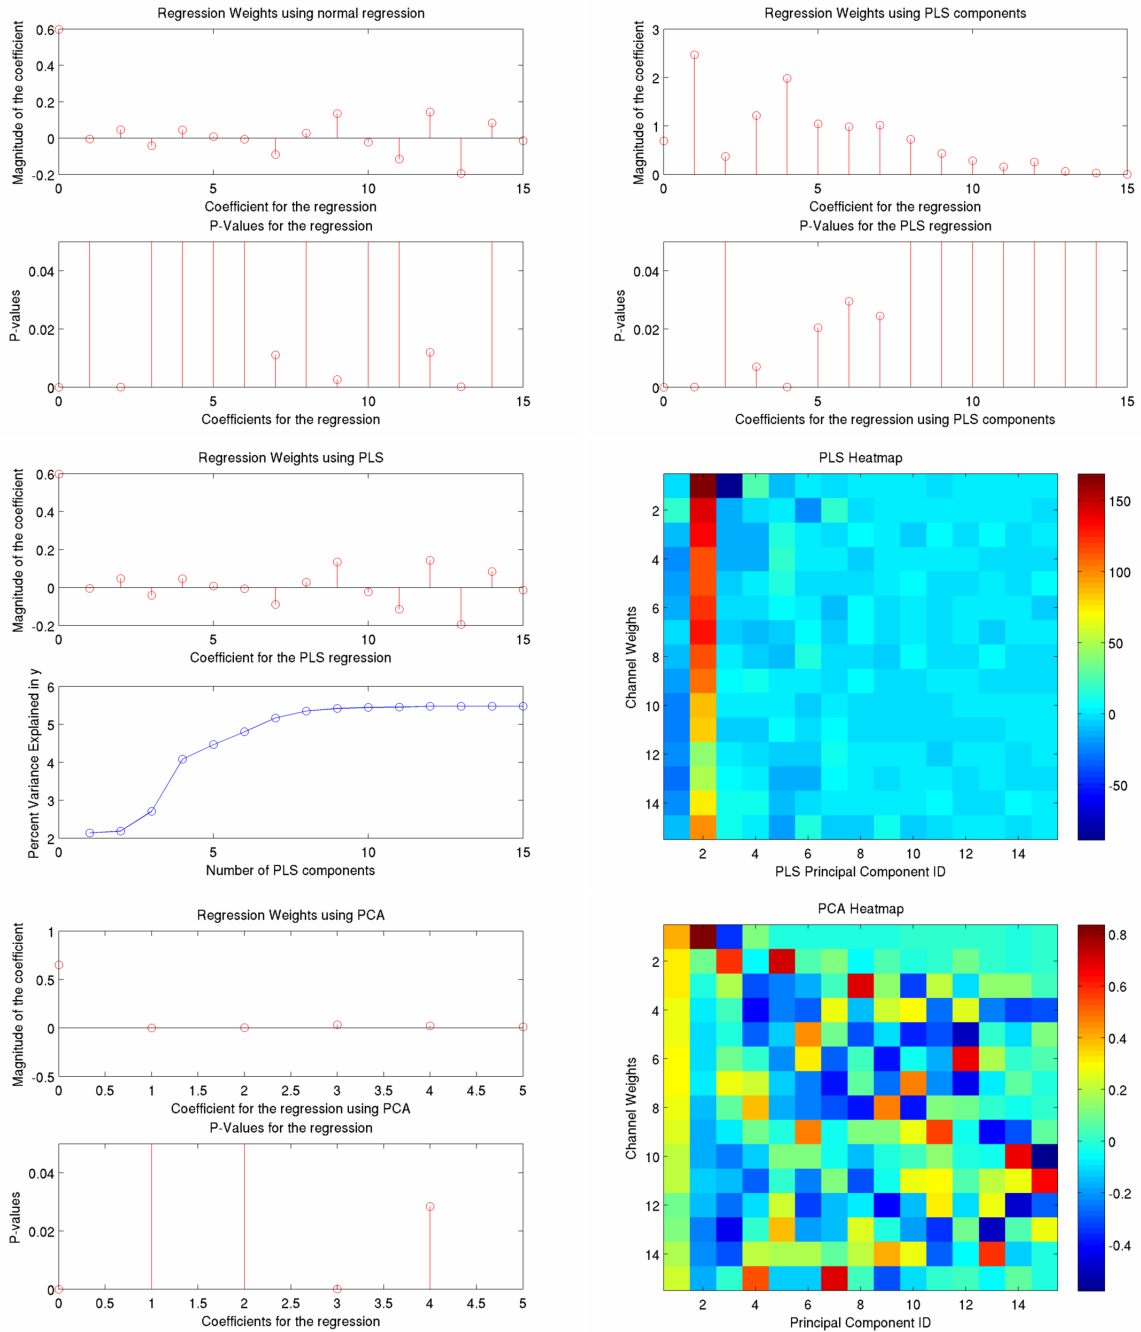 Regression Weights using normal regression
Magnitude of the coefficient
0.6
0.4
0.2
0
-0.2
0 5 10 15
Coefficient for the regression
P-Values for the regression
P-values
0.04
0.02
0
0 5 10 15
Coefficients for the regression
Regression Weights using PLS components
Magnitude of the coefficient
3
2
1
0
0 5 10 15
Coefficient for the regression
P-Values for the PLS regression
P-values
0.04
0.02
0
0 5 10 15
Coefficients for the regression using PLS components
Regression Weights using PLS
Magnitude of the coefficient
0.6
0.4
0.2
0
-0.2
0 5 10 15
Coefficient for the PLS regression
Percent Variance Explained in y
6
5
4
3
2
0 5 10 15
Number of PLS components
PLS Heatmap
Channel Weights
2
4
6
8
10
12
14
2 4 6 8 10 12 14
PLS Principal Component ID
150
100
50
0
-50
Regression Weights using PCA
Magnitude of the coefficient
1
0.5
0
-0.5
0 0.5 1 1.5 2 2.5 3 3.5 4 4.5 5
Coefficient for the regression using PCA
P-Values for the regression
P-values
0.04
0.02
0
0 0.5 1 1.5 2 2.5 3 3.5 4 4.5 5
Coefficients for the regression
PCA Heatmap
Channel Weights
2
4
6
8
10
12
14
2 4 6 8 10 12 14
Principal Component ID
0.8
0.6
0.4
0.2
0
-0.2
-0.4